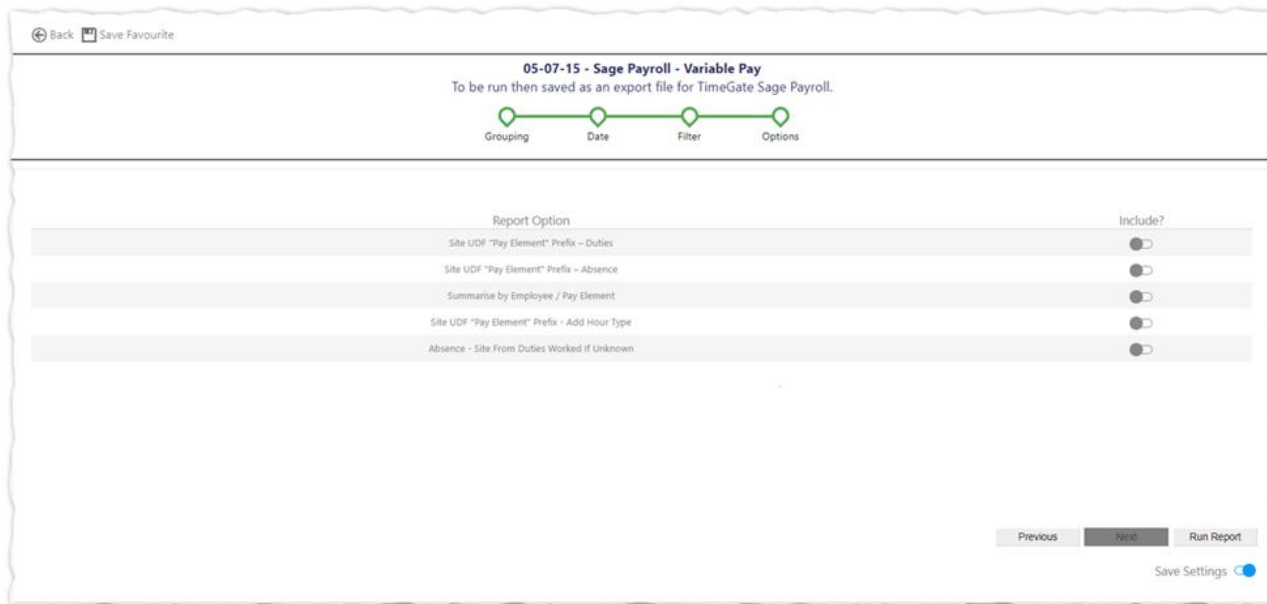 Back Save Favourite
05-07-15 - Sage Payroll - Variable Pay
To be run then saved as an export file for TimeGate Sage Payroll.
Grouping Date Filter Options
Report Option Include?
Site UDF "Pay Element" Prefix – Duties
Site UDF "Pay Element" Prefix – Absence
Summarise by Employee / Pay Element
Site UDF "Pay Element" Prefix - Add Hour Type
Absence - Site From Duties Worked If Unknown
Previous Next Run Report
Save Settings